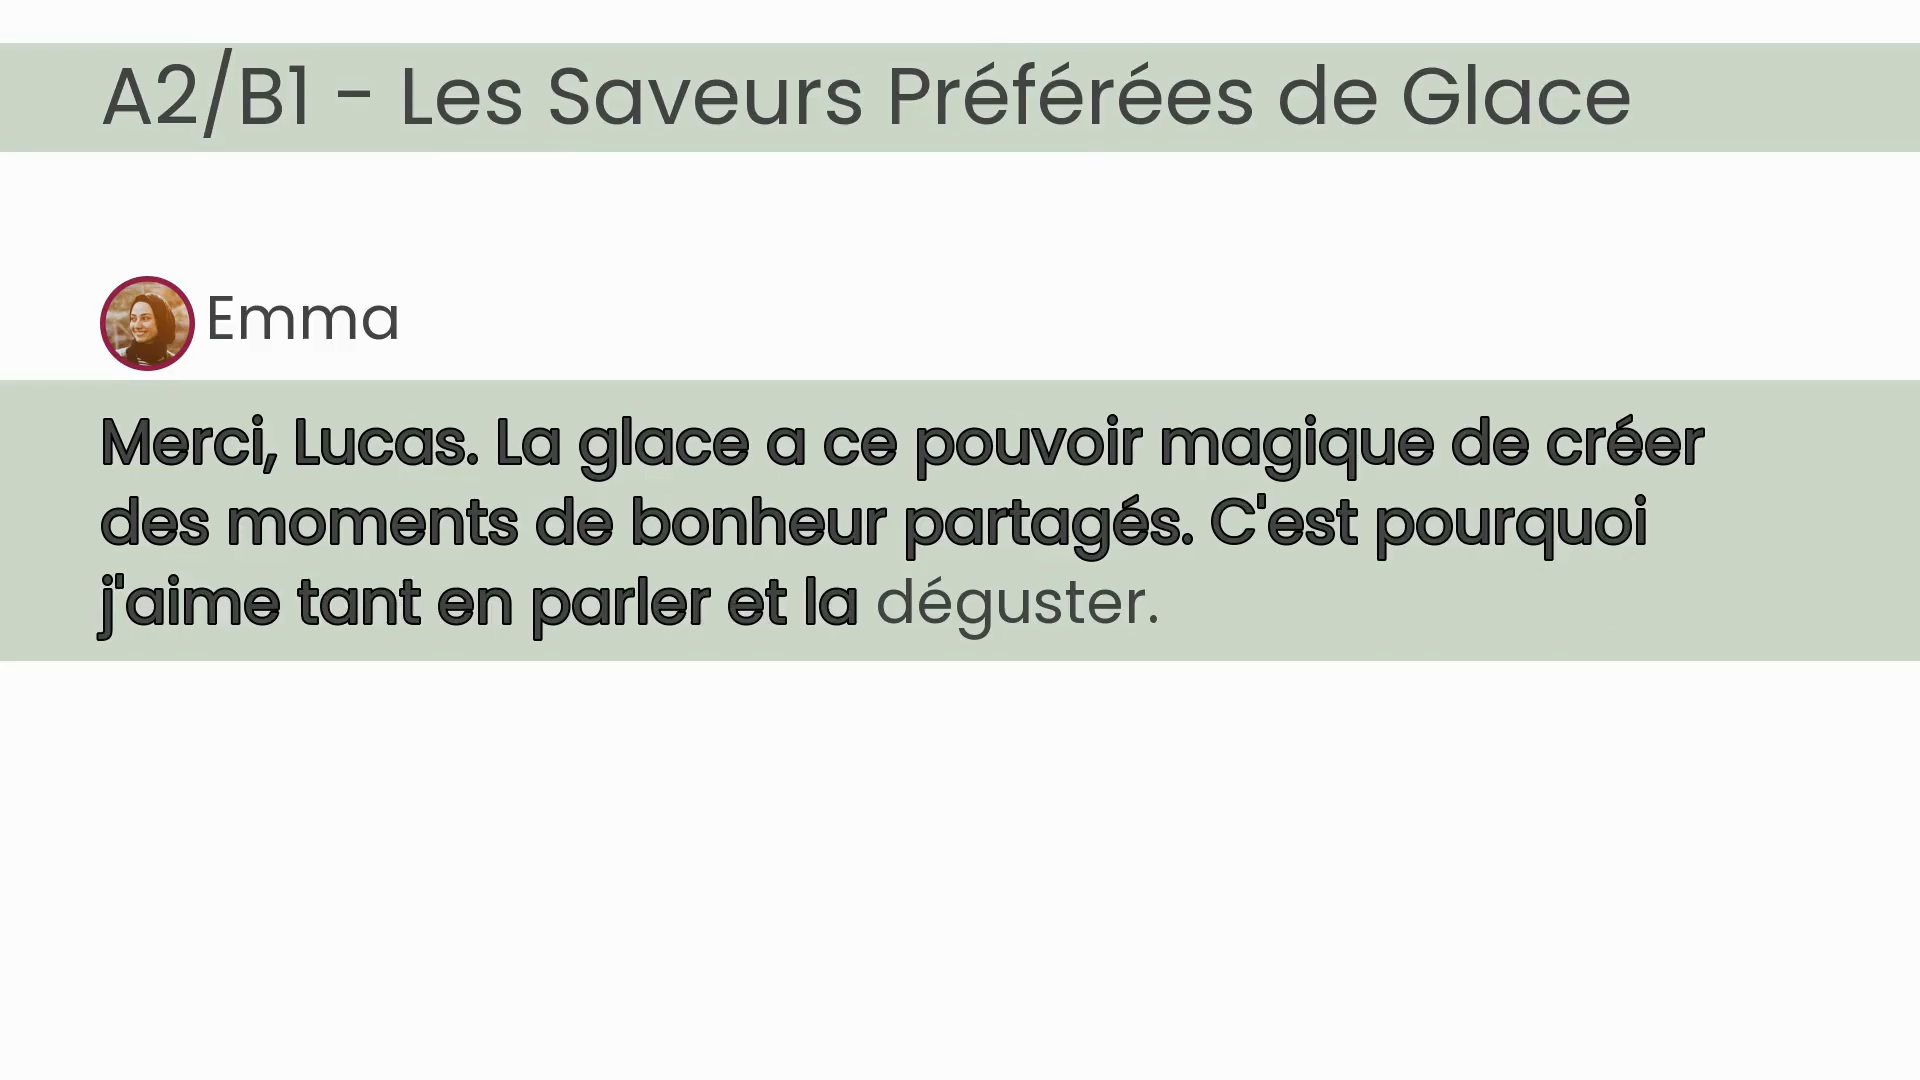 A2/B1 - Les Saveurs Préférées de Glace
Emma
Merci, Lucas. La glace a ce pouvoir magique de créer
des moments de bonheur partagés. C'est pourquoi
j'aime tant en parler et la déguster.